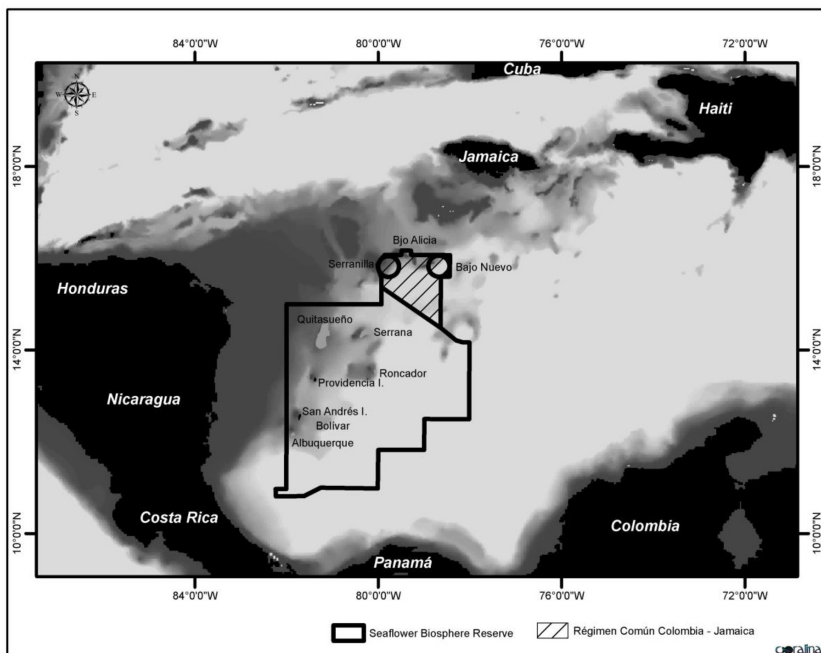 84°0'0"W 80°0'0"W 76°0'0"W 72°0'0"W
N
W E
S
Cuba
Haiti
Jamaica
18°0'0"N 18°0'0"N
Bjo Alicia
Serranilla Bajo Nuevo
Honduras
Quitasueño
Serrana
14°0'0"N 14°0'0"N
Roncador
Providencia I.
Nicaragua
San Andrés I.
Bolivar
Albuquerque
Costa Rica Colombia
10°0'0"N 10°0'0"N
Panamá
84°0'0"W 80°0'0"W 76°0'0"W 72°0'0"W
Seaflower Biosphere Reserve Régimen Común Colombia - Jamaica
coralina